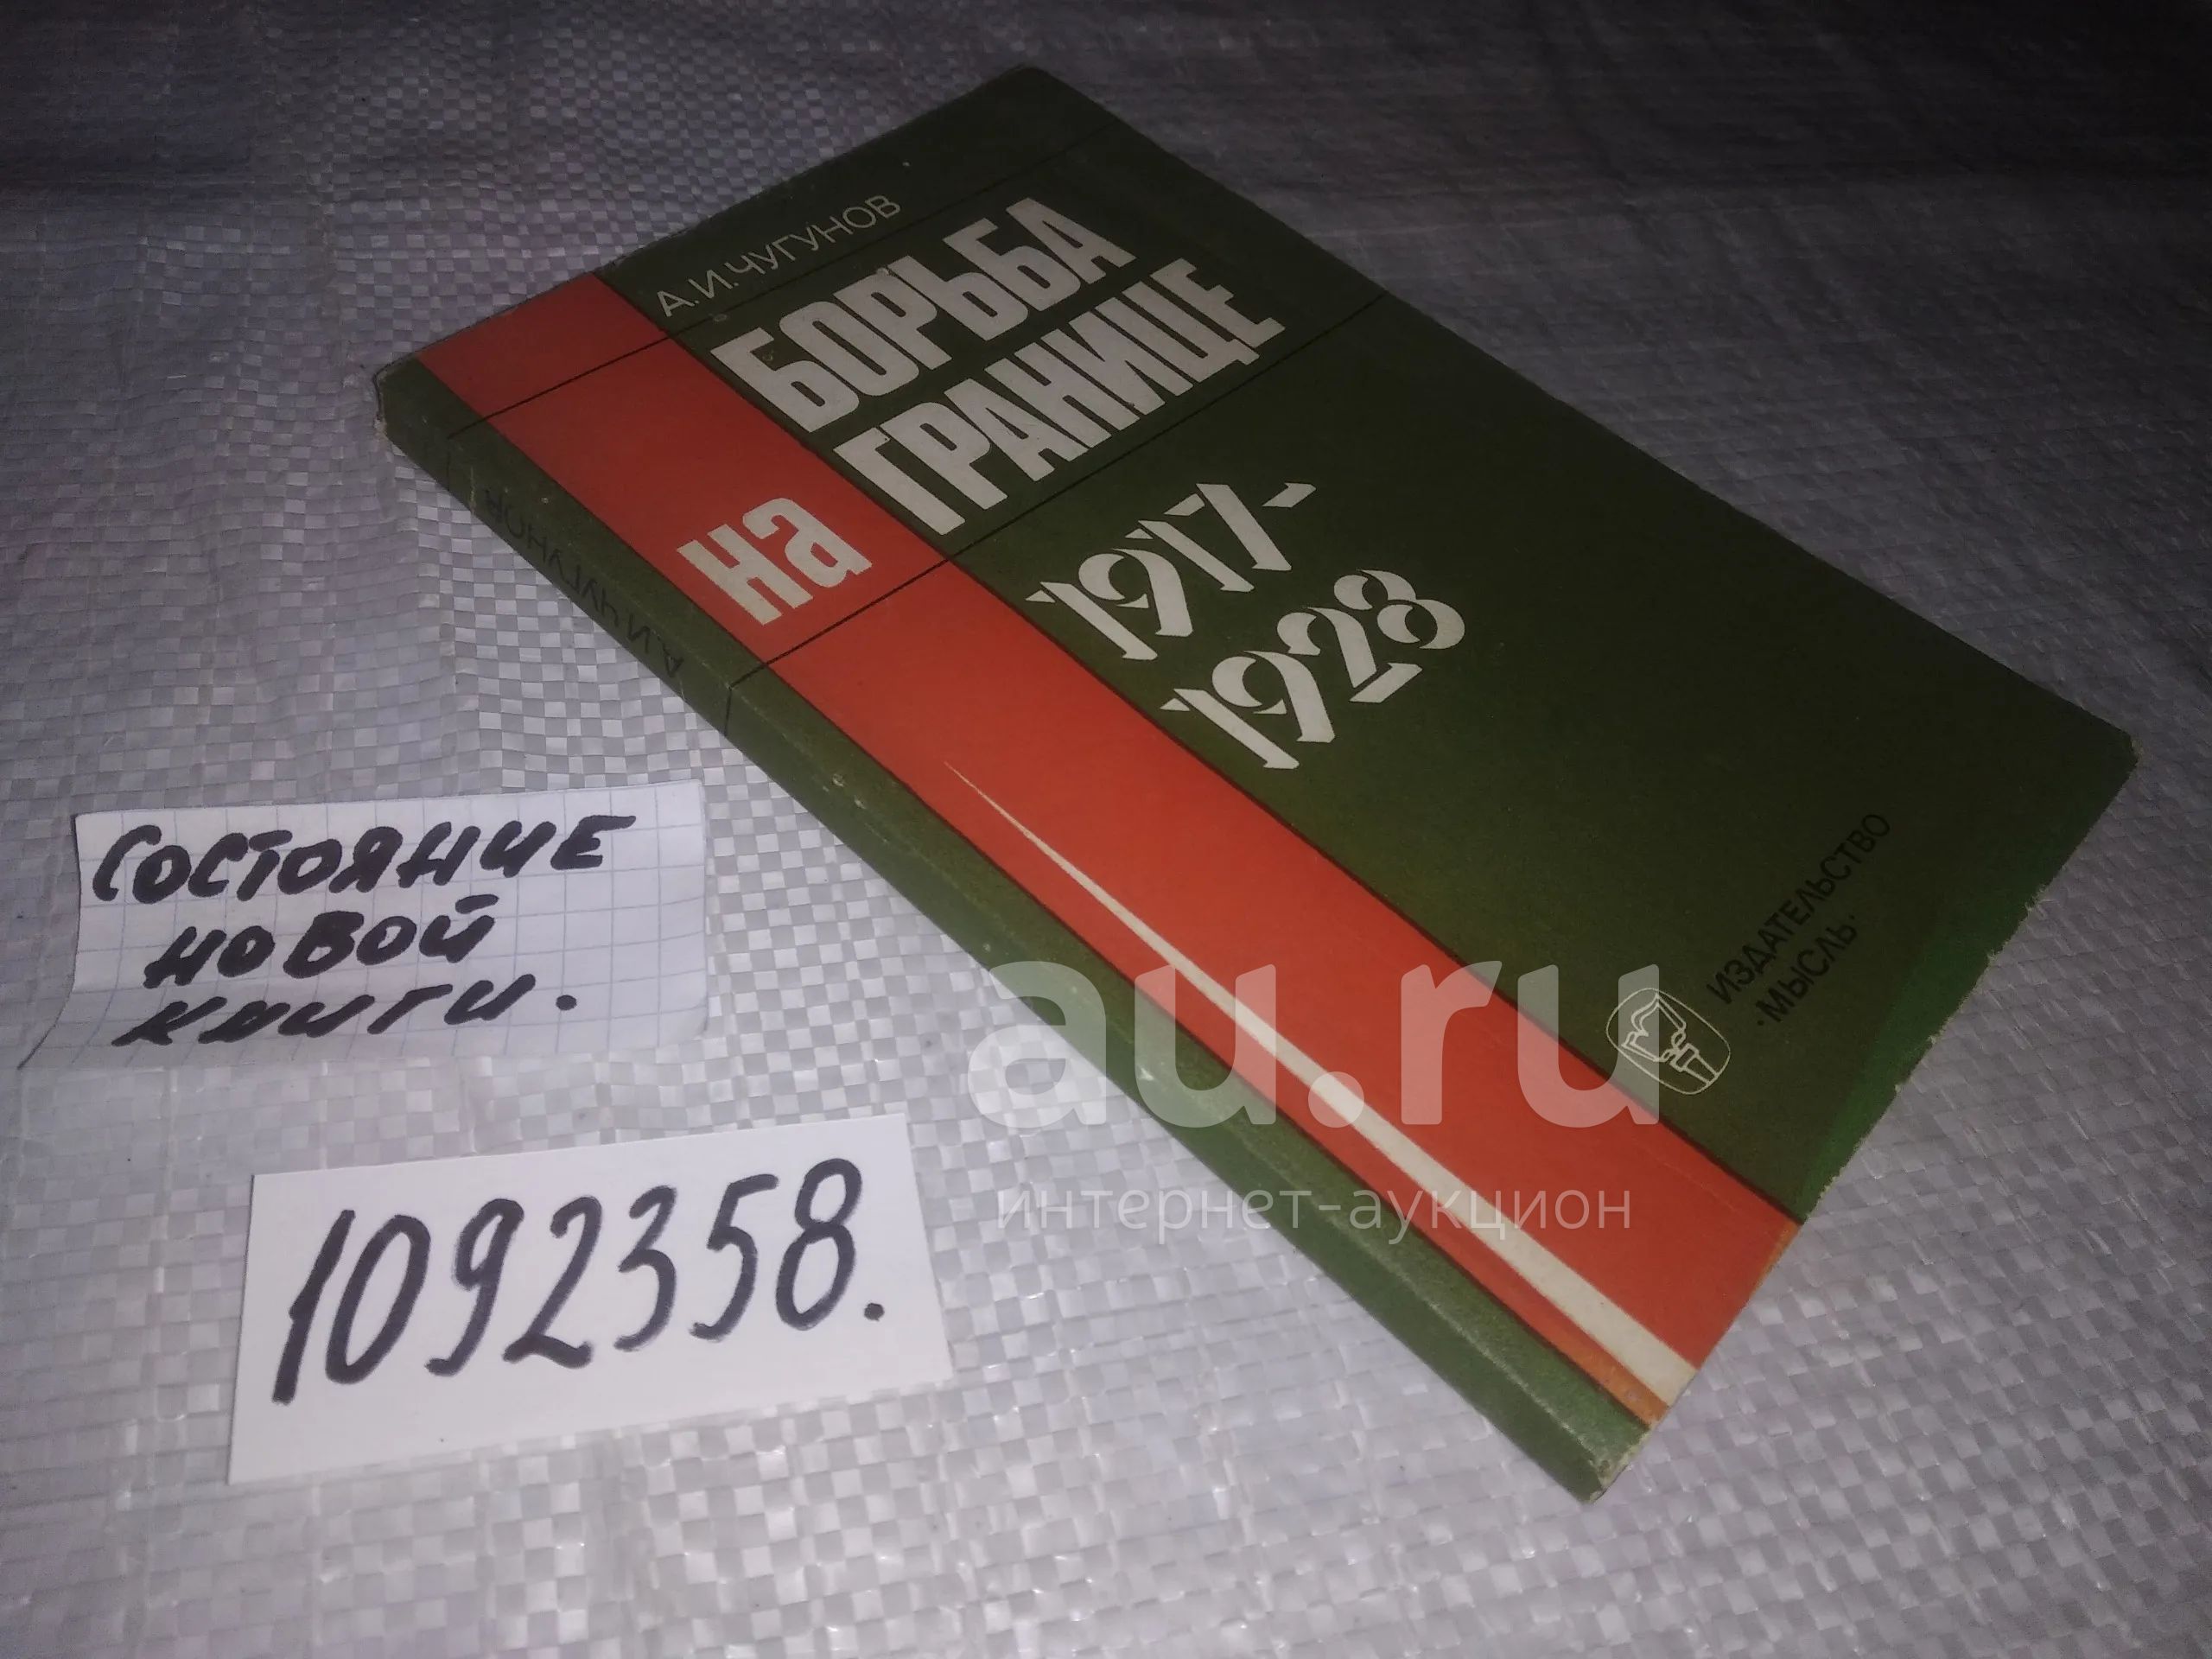 А.И.ЧУГУНОВ
БОРЬБА
на ГРАНИЦЕ
1917-
1928
ИЗДАТЕЛЬСТВО
·МЫСЛЬ·
А.И.ЧУГУНОВ
СОСТОЯНИЕ
НОВОЙ
КНИГИ.
1092358.
au.ru
интернет-аукцион